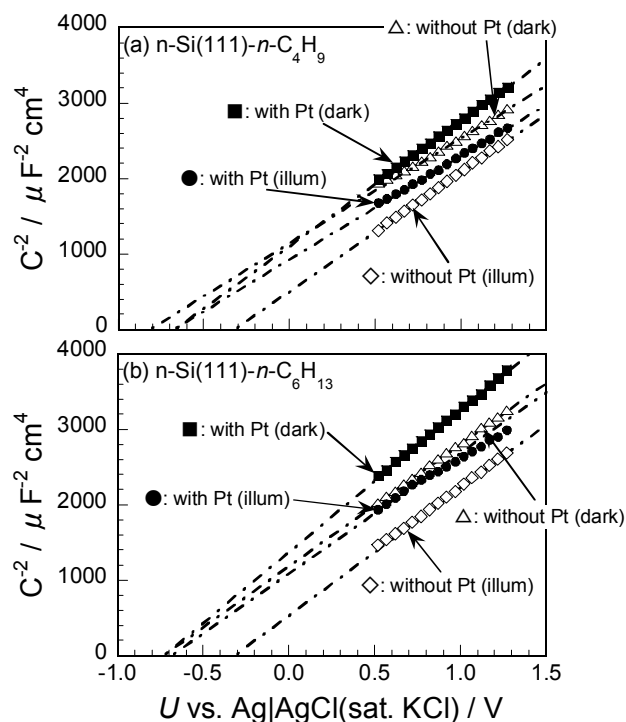 (a) n-Si(111)-n-C₄H₉
△: without Pt (dark)
■: with Pt (dark)
●: with Pt (illum)
◇: without Pt (illum)
C⁻² / μ F⁻² cm⁴
4000
3000
2000
1000
0
(b) n-Si(111)-n-C₆H₁₃
■: with Pt (dark)
●: with Pt (illum)
△: without Pt (dark)
◇: without Pt (illum)
C⁻² / μ F⁻² cm⁴
4000
3000
2000
1000
0
-1.0 -0.5 0.0 0.5 1.0 1.5
U vs. Ag|AgCl(sat. KCl) / V